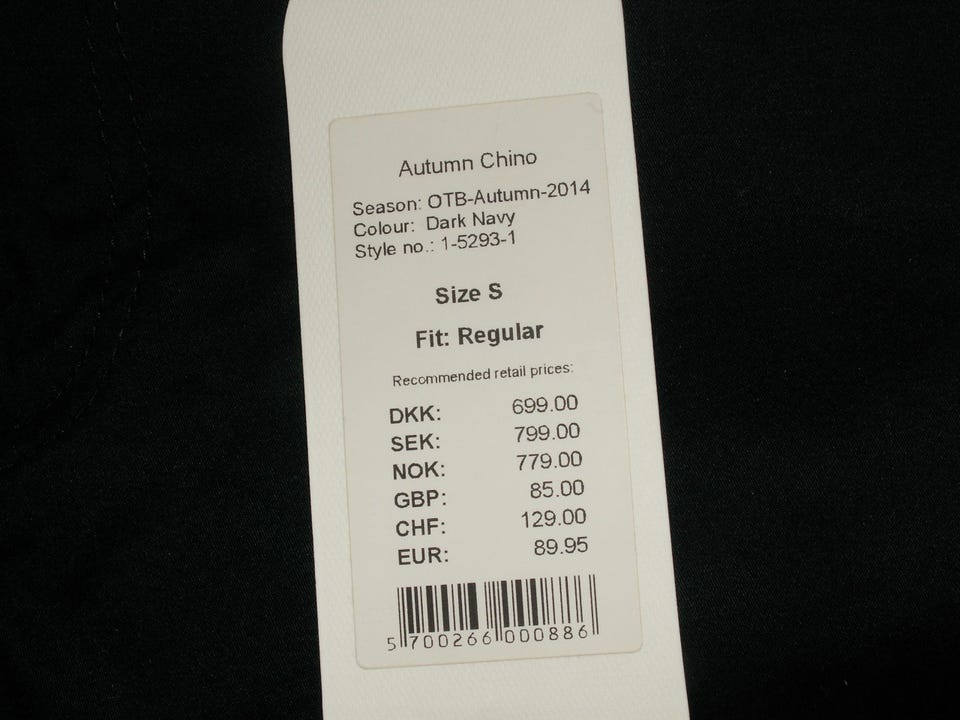 Autumn Chino
Season: OTB-Autumn-2014
Colour: Dark Navy
Style no.: 1-5293-1
Size S
Fit: Regular
Recommended retail prices:
DKK: 699.00
SEK: 799.00
NOK: 779.00
GBP: 85.00
CHF: 129.00
EUR: 89.95
5 700266 000886